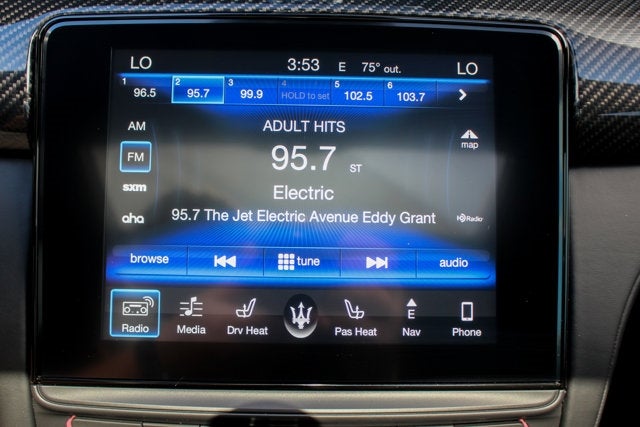 LO 3:53 E 75° out. LO
1 96.5 2 95.7 3 99.9 4 HOLD to set 5 102.5 6 103.7
AM ADULT HITS
FM 95.7 ST map
sxm Electric
aha 95.7 The Jet Electric Avenue Eddy Grant HD Radio
browse tune audio
E
Radio Media Drv Heat Pas Heat Nav Phone